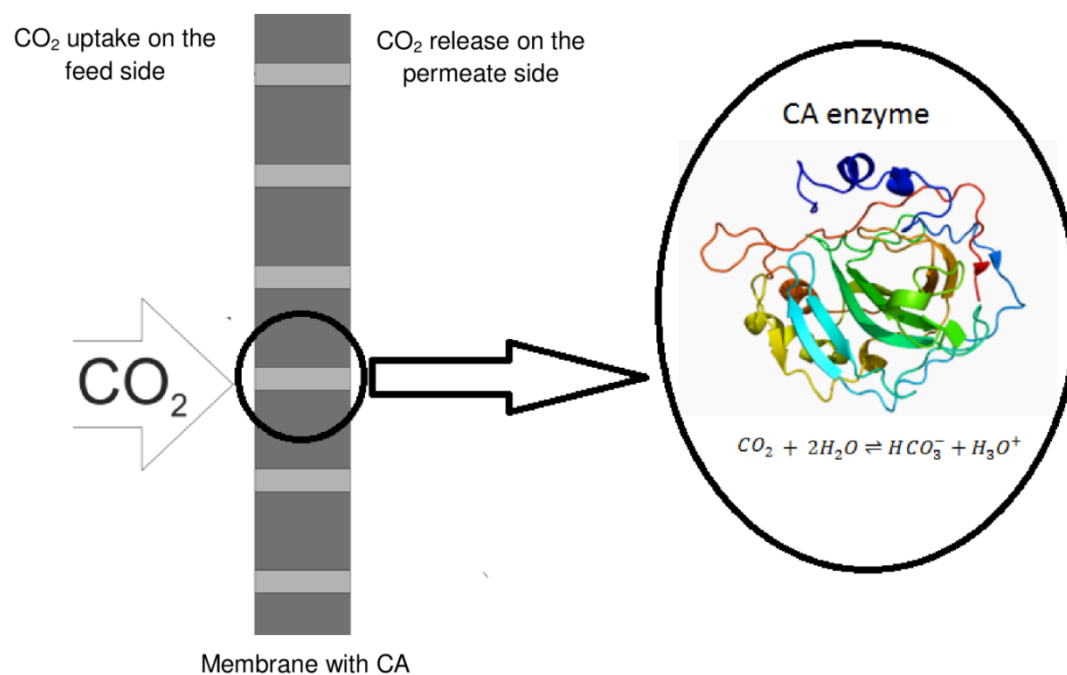 CO₂ uptake on the
feed side
CO₂ release on the
permeate side
CO₂
CA enzyme
CO₂ + 2H₂O ⇌ HCO₃⁻ + H₃O⁺
Membrane with CA